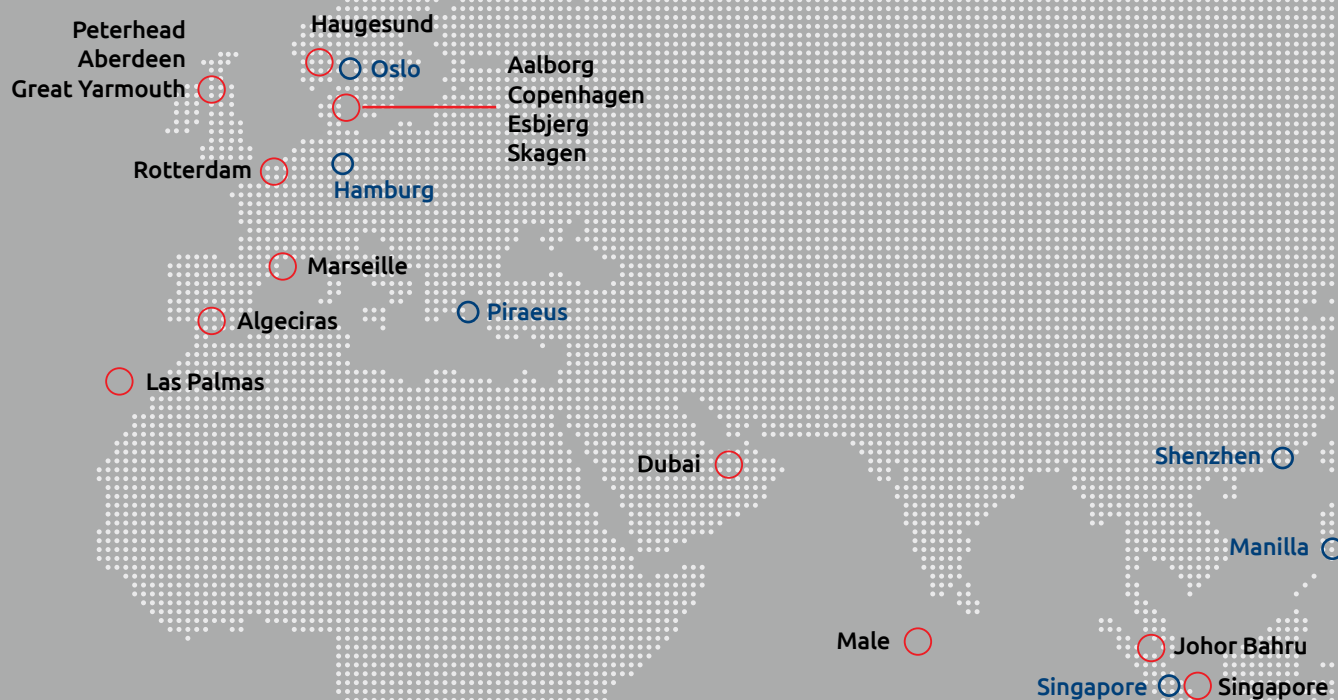 Peterhead
Aberdeen
Great Yarmouth
Haugesund
Oslo
Aalborg
Copenhagen
Esbjerg
Skagen
Rotterdam
Hamburg
Marseille
Piraeus
Algeciras
Las Palmas
Dubai
Shenzhen
Manilla
Male
Johor Bahru
Singapore
Singapore